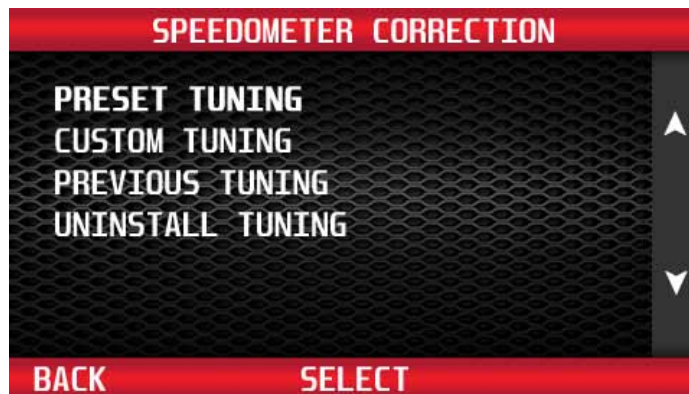 SPEEDOMETER CORRECTION
PRESET TUNING
CUSTOM TUNING
PREVIOUS TUNING
UNINSTALL TUNING
BACK SELECT